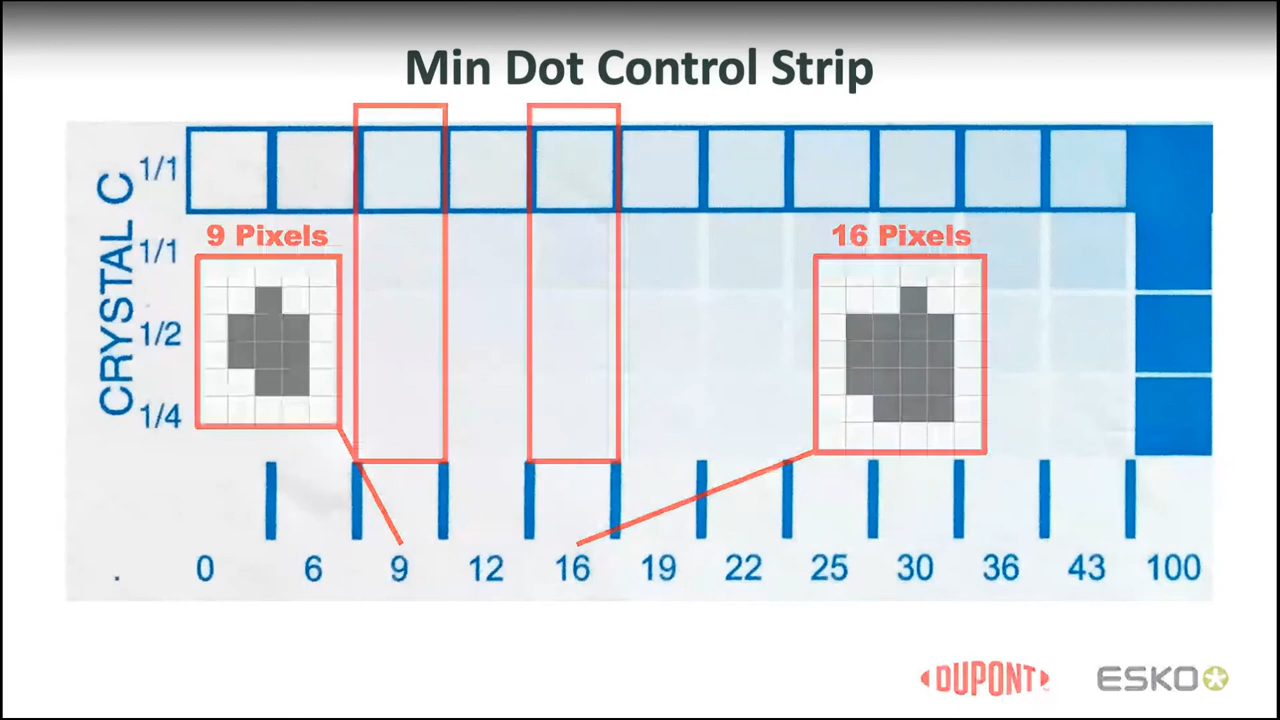 Min Dot Control Strip
CRYSTAL C
1/1
1/1
1/2
1/4
9 Pixels
16 Pixels
. 0 6 9 12 16 19 22 25 30 36 43 100
DUPONT ESKO